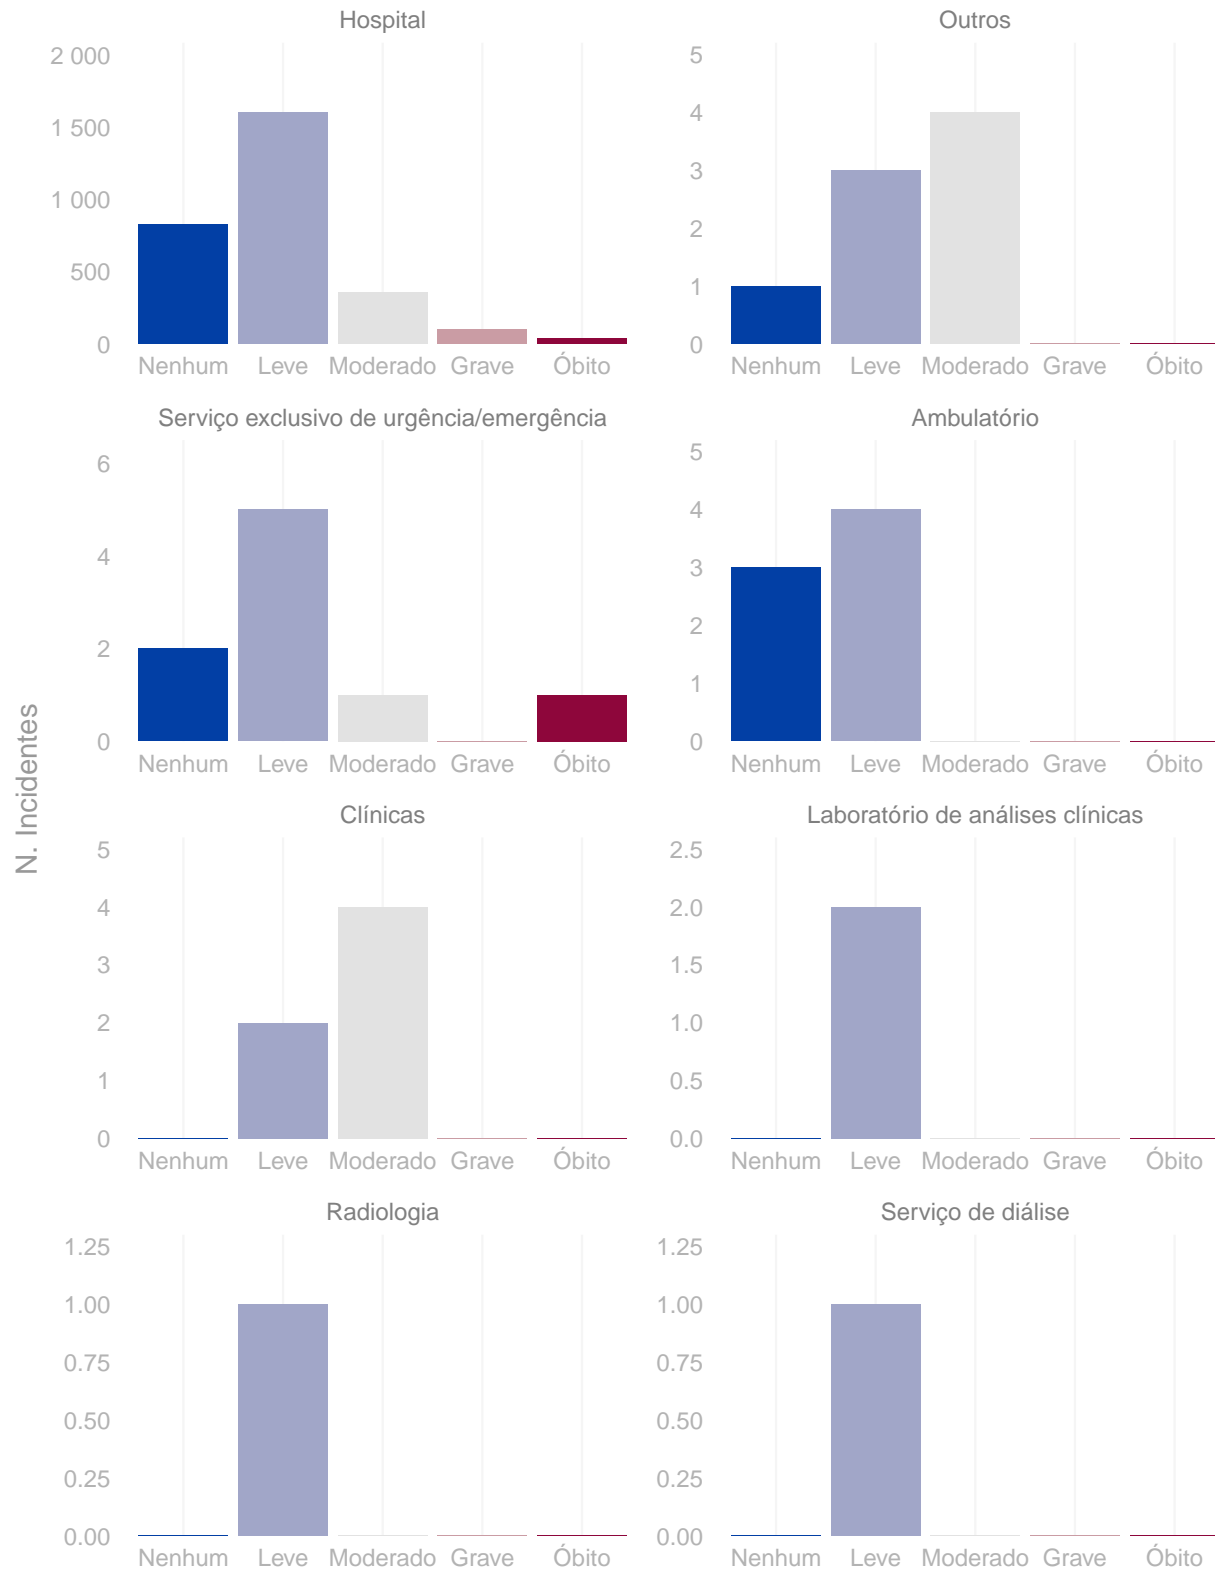 Hospital
2 000
1 500
1 000
500
0
Nenhum Leve Moderado Grave Óbito
Outros
5
4
3
2
1
0
Nenhum Leve Moderado Grave Óbito
N. Incidentes
Serviço exclusivo de urgência/emergência
6
4
2
0
Nenhum Leve Moderado Grave Óbito
Ambulatório
5
4
3
2
1
0
Nenhum Leve Moderado Grave Óbito
Clínicas
5
4
3
2
1
0
Nenhum Leve Moderado Grave Óbito
Laboratório de análises clínicas
2.5
2.0
1.5
1.0
0.5
0.0
Nenhum Leve Moderado Grave Óbito
Radiologia
1.25
1.00
0.75
0.50
0.25
0.00
Nenhum Leve Moderado Grave Óbito
Serviço de diálise
1.25
1.00
0.75
0.50
0.25
0.00
Nenhum Leve Moderado Grave Óbito